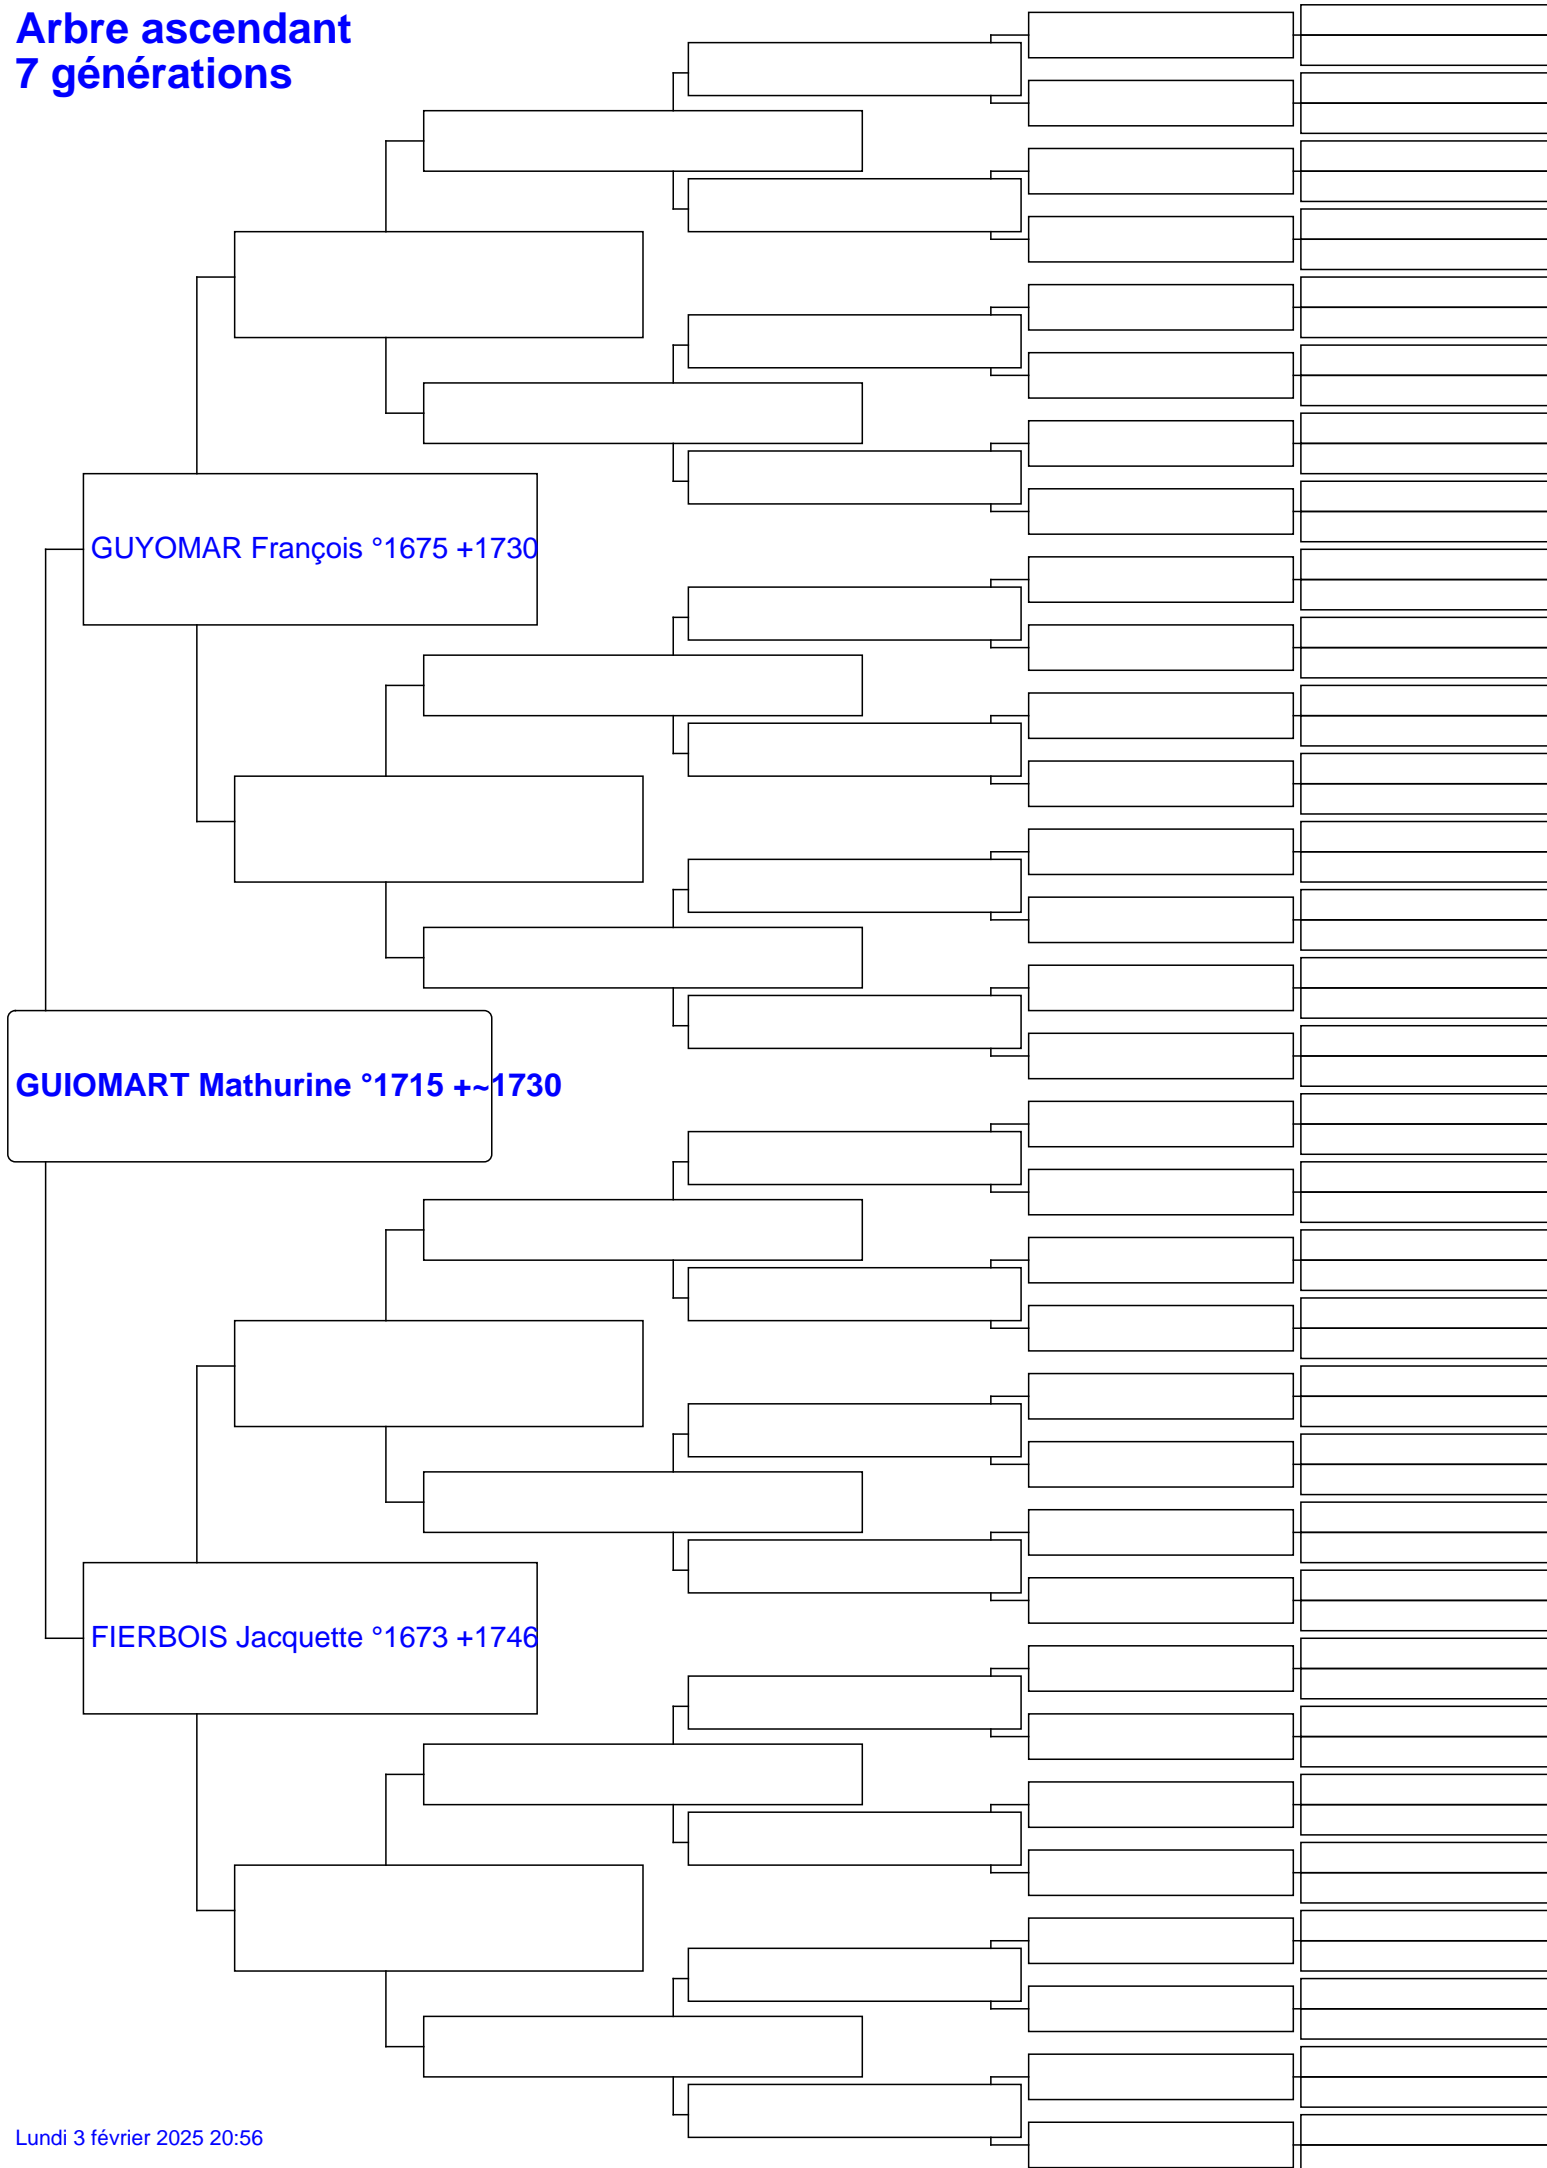 Arbre ascendant
7 générations
GUYOMAR François °1675 +1730
GUIOMART Mathurine °1715 +~1730
FIERBOIS Jacquette °1673 +1746
Lundi 3 février 2025 20:56